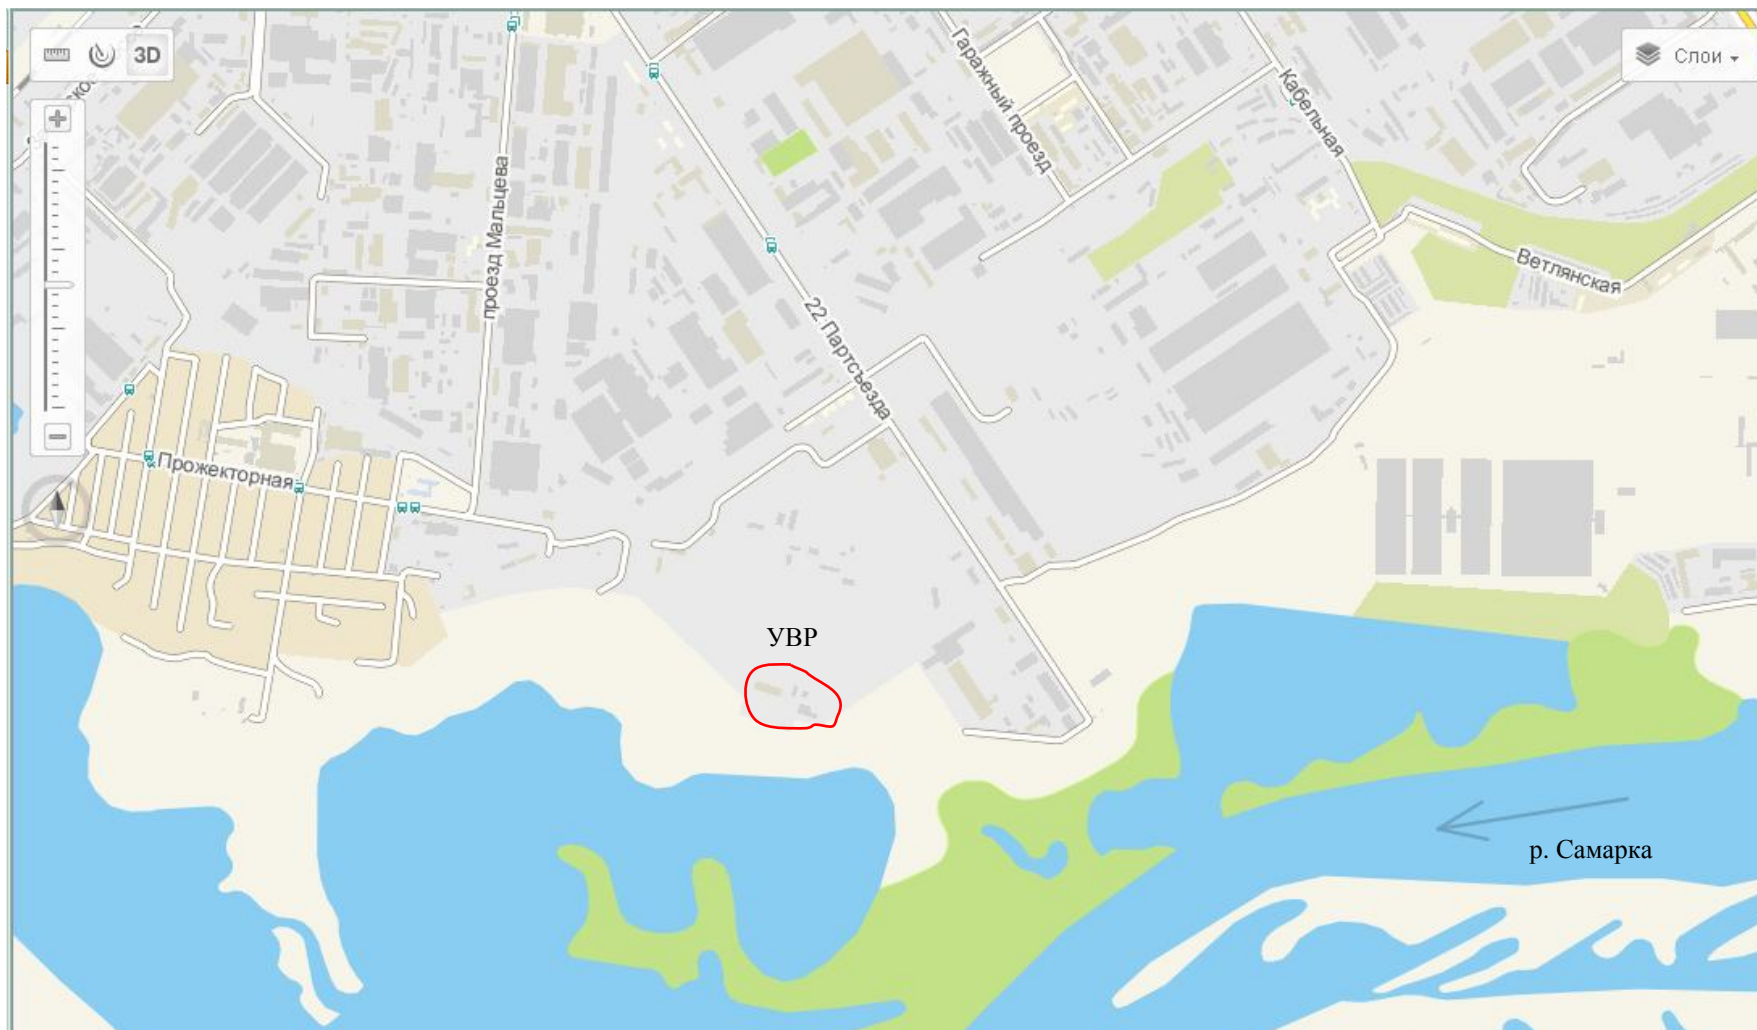 3D
Слои
Гаражный проезд
Кабельная
проезд Мальцева
Ветлянская
22 Партсъезда
Прожекторная
УВР
р. Самарка